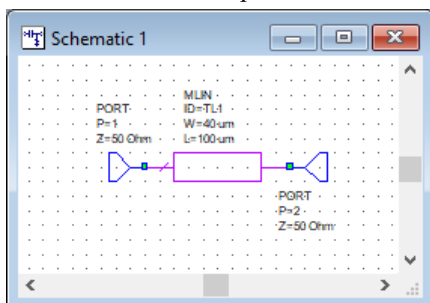 Schematic 1
MLIN
ID=TL1
W=40 um
L=100 um
PORT
P=1
Z=50 Ohm
PORT
P=2
Z=50 Ohm